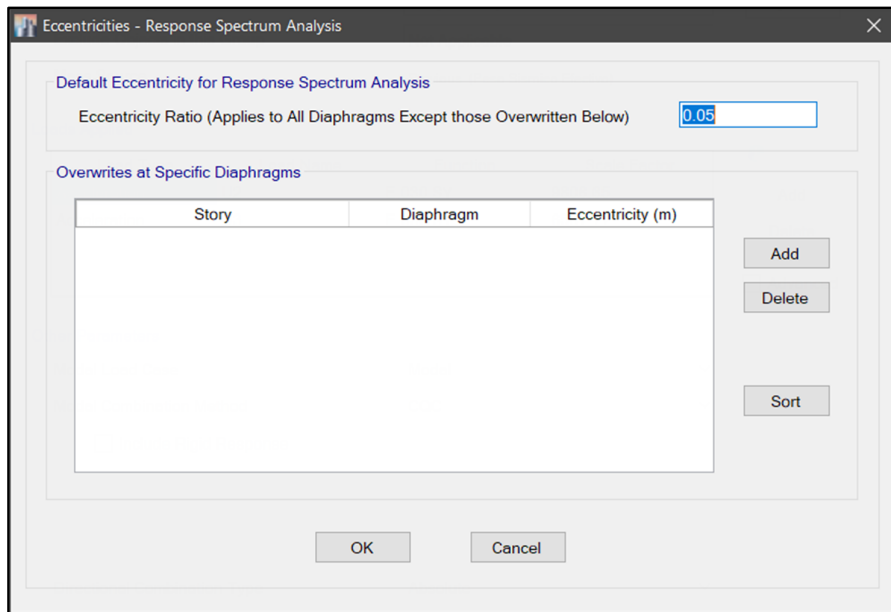 Eccentricities - Response Spectrum Analysis
Default Eccentricity for Response Spectrum Analysis
Eccentricity Ratio (Applies to All Diaphragms Except those Overwritten Below) 0.05
Overwrites at Specific Diaphragms
Story Diaphragm Eccentricity (m)
Add
Delete
Sort
OK Cancel